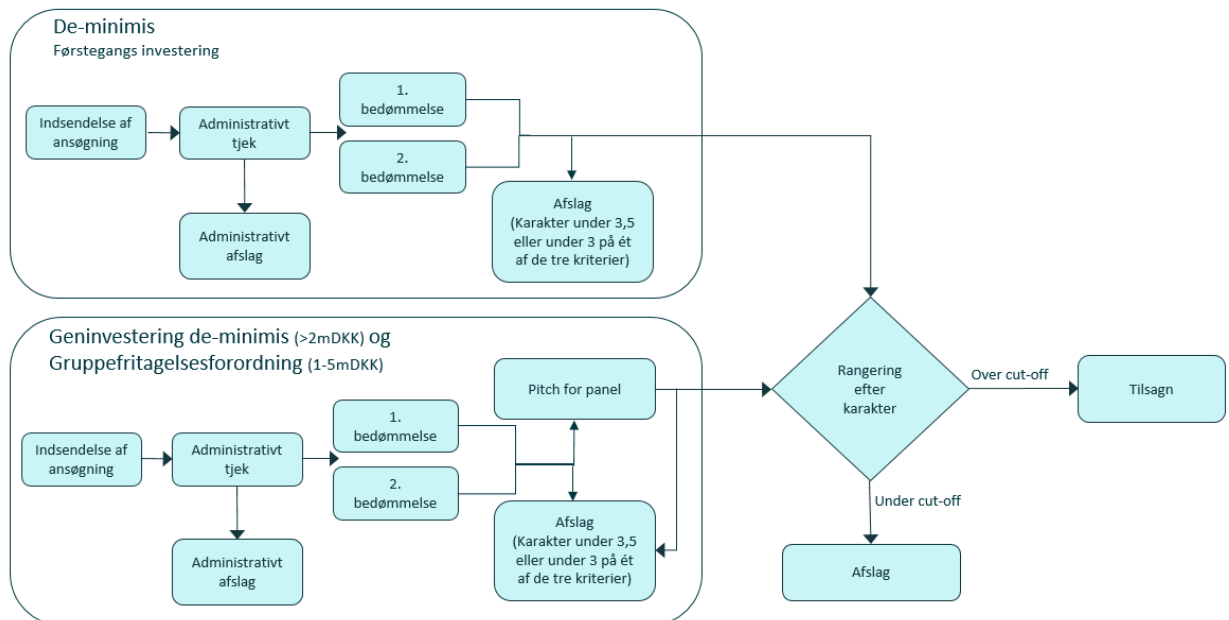 De-minimis
Førstegangs investering
Indsendelse af
ansøgning
Administrativt
tjek
Administrativt
afslag
1.
bedømmelse
2.
bedømmelse
Afslag
(Karakter under 3,5
eller under 3 på ét
af de tre kriterier)
Geninvestering de-minimis (>2mDKK) og
Gruppefritagelsesforordning (1-5mDKK)
Indsendelse af
ansøgning
Administrativt
tjek
Administrativt
afslag
1.
bedømmelse
2.
bedømmelse
Pitch for panel
Afslag
(Karakter under 3,5
eller under 3 på ét
af de tre kriterier)
Rangering
efter
karakter
Over cut-off
Tilsagn
Under cut-off
Afslag